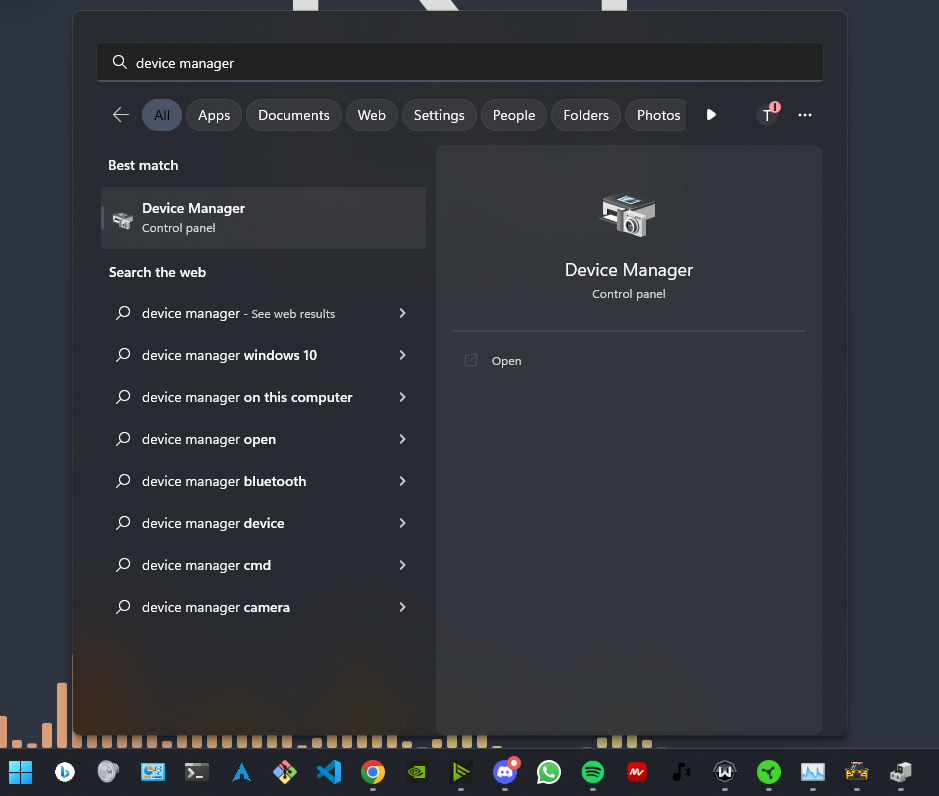 device manager
All Apps Documents Web Settings People Folders Photos T
Best match
Device Manager
Control panel
Search the web
device manager - See web results
device manager windows 10
device manager on this computer
device manager open
device manager bluetooth
device manager device
device manager cmd
device manager camera
Device Manager
Control panel
Open